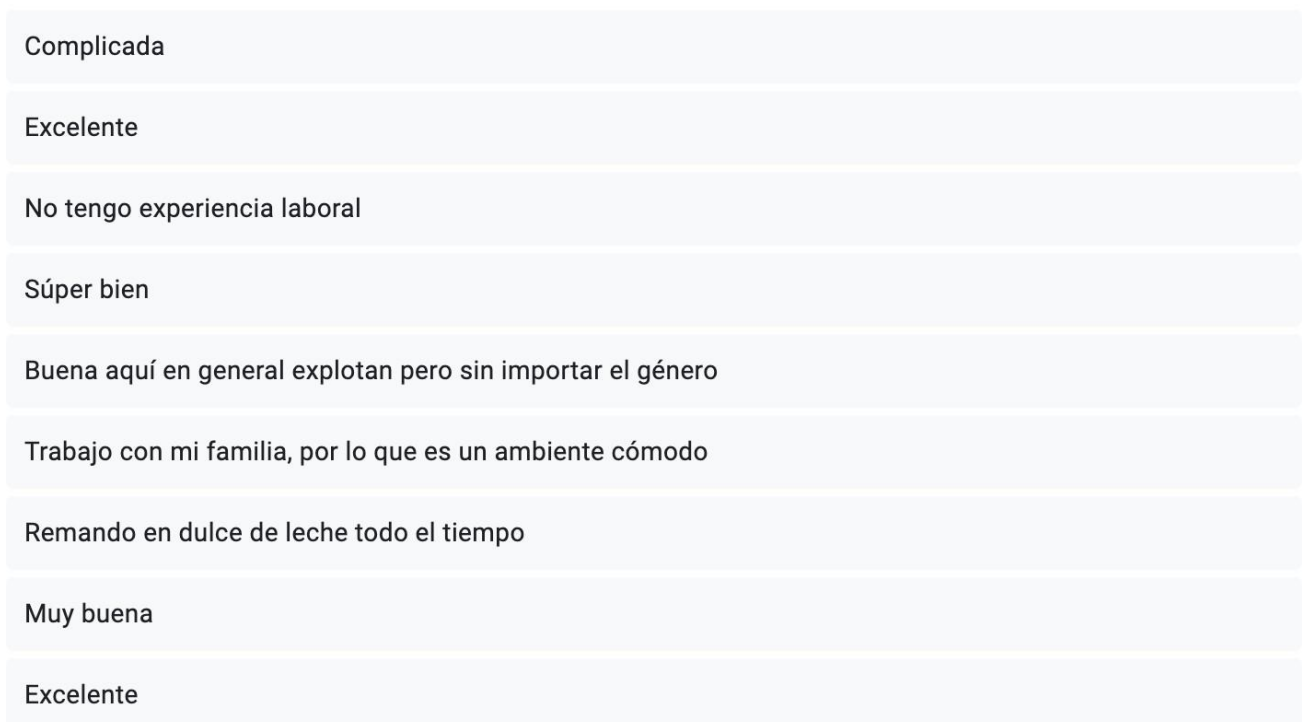 Complicada
Excelente
No tengo experiencia laboral
Súper bien
Buena aquí en general explotan pero sin importar el género
Trabajo con mi familia, por lo que es un ambiente cómodo
Remando en dulce de leche todo el tiempo
Muy buena
Excelente